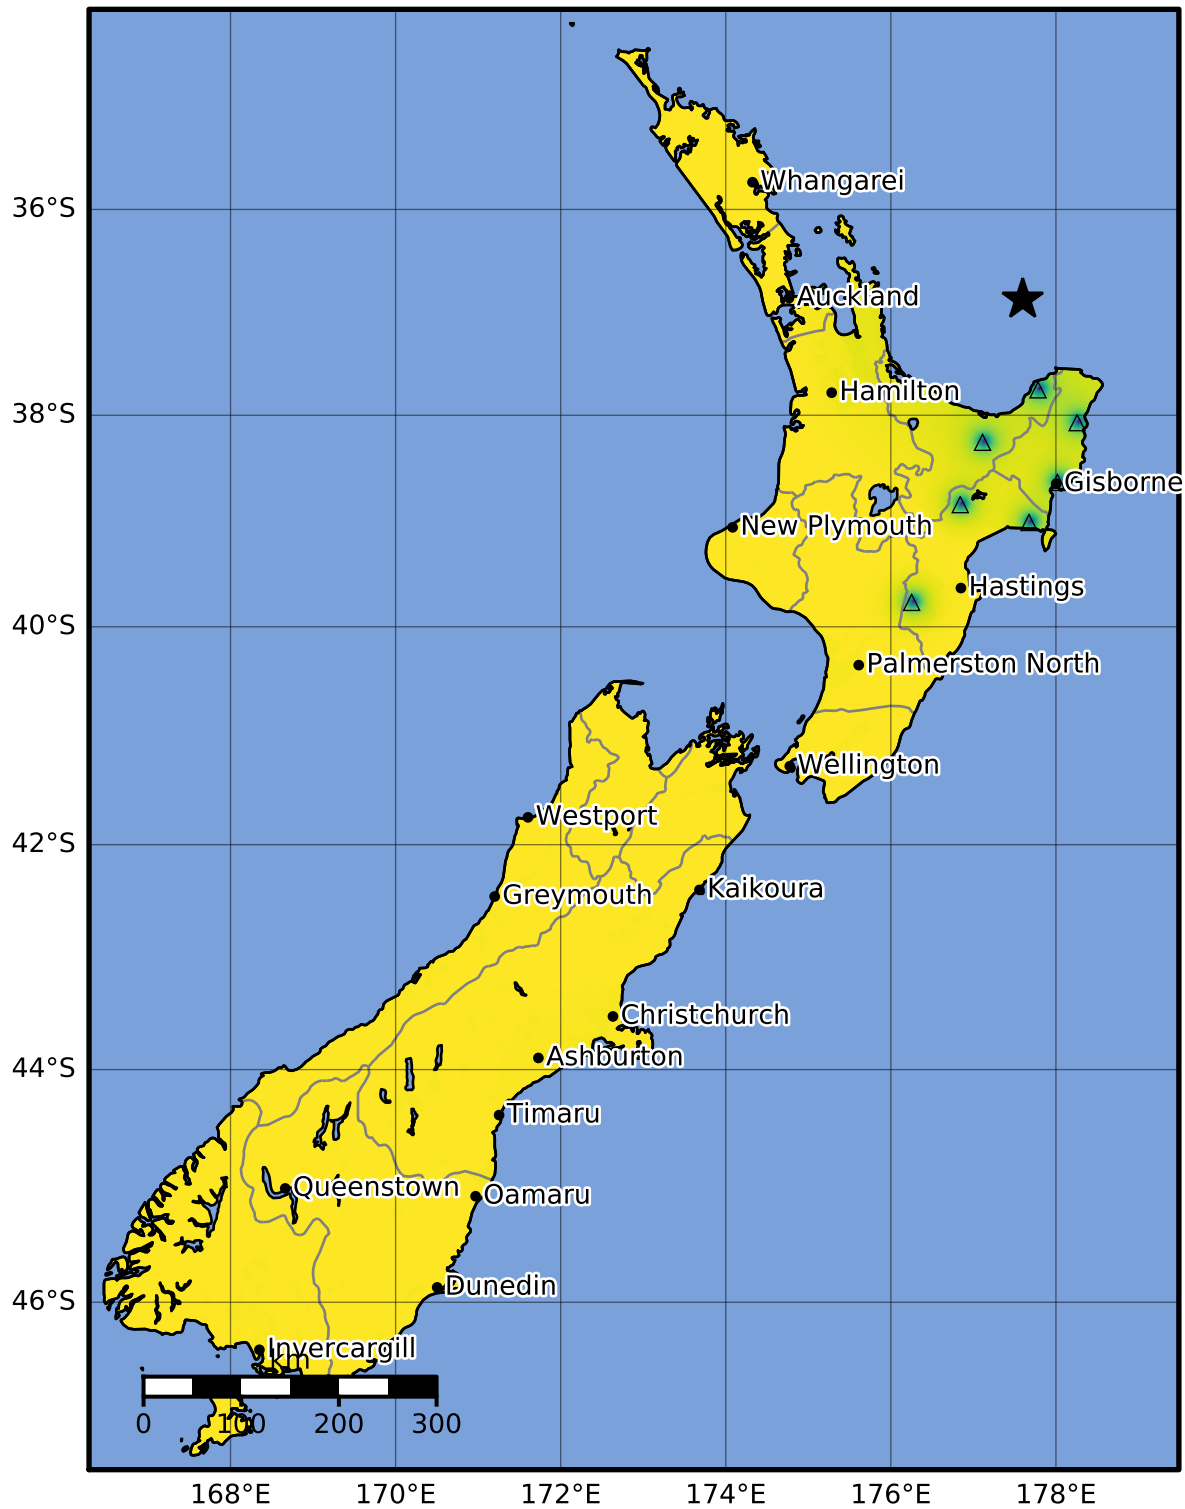 Whangarei
36°S
Auckland
Hamilton
38°S
Gisborne
New Plymouth
Hastings
40°S
Palmerston North
Wellington
Westport
42°S
Kaikoura
Greymouth
Christchurch
Ashburton
44°S
Timaru
Queenstown
Oamaru
Dunedin
46°S
Invercargill
km
0 100 200 300
168°E 170°E 172°E 174°E 176°E 178°E